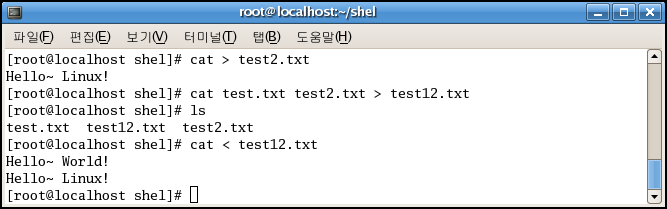 root@localhost:~/shel
파일(F) 편집(E) 보기(V) 터미널(T) 탭(B) 도움말(H)
[root@localhost shel]# cat > test2.txt
Hello~ Linux!
[root@localhost shel]# cat test.txt test2.txt > test12.txt
[root@localhost shel]# ls
test.txt  test12.txt  test2.txt
[root@localhost shel]# cat < test12.txt
Hello~ World!
Hello~ Linux!
[root@localhost shel]#